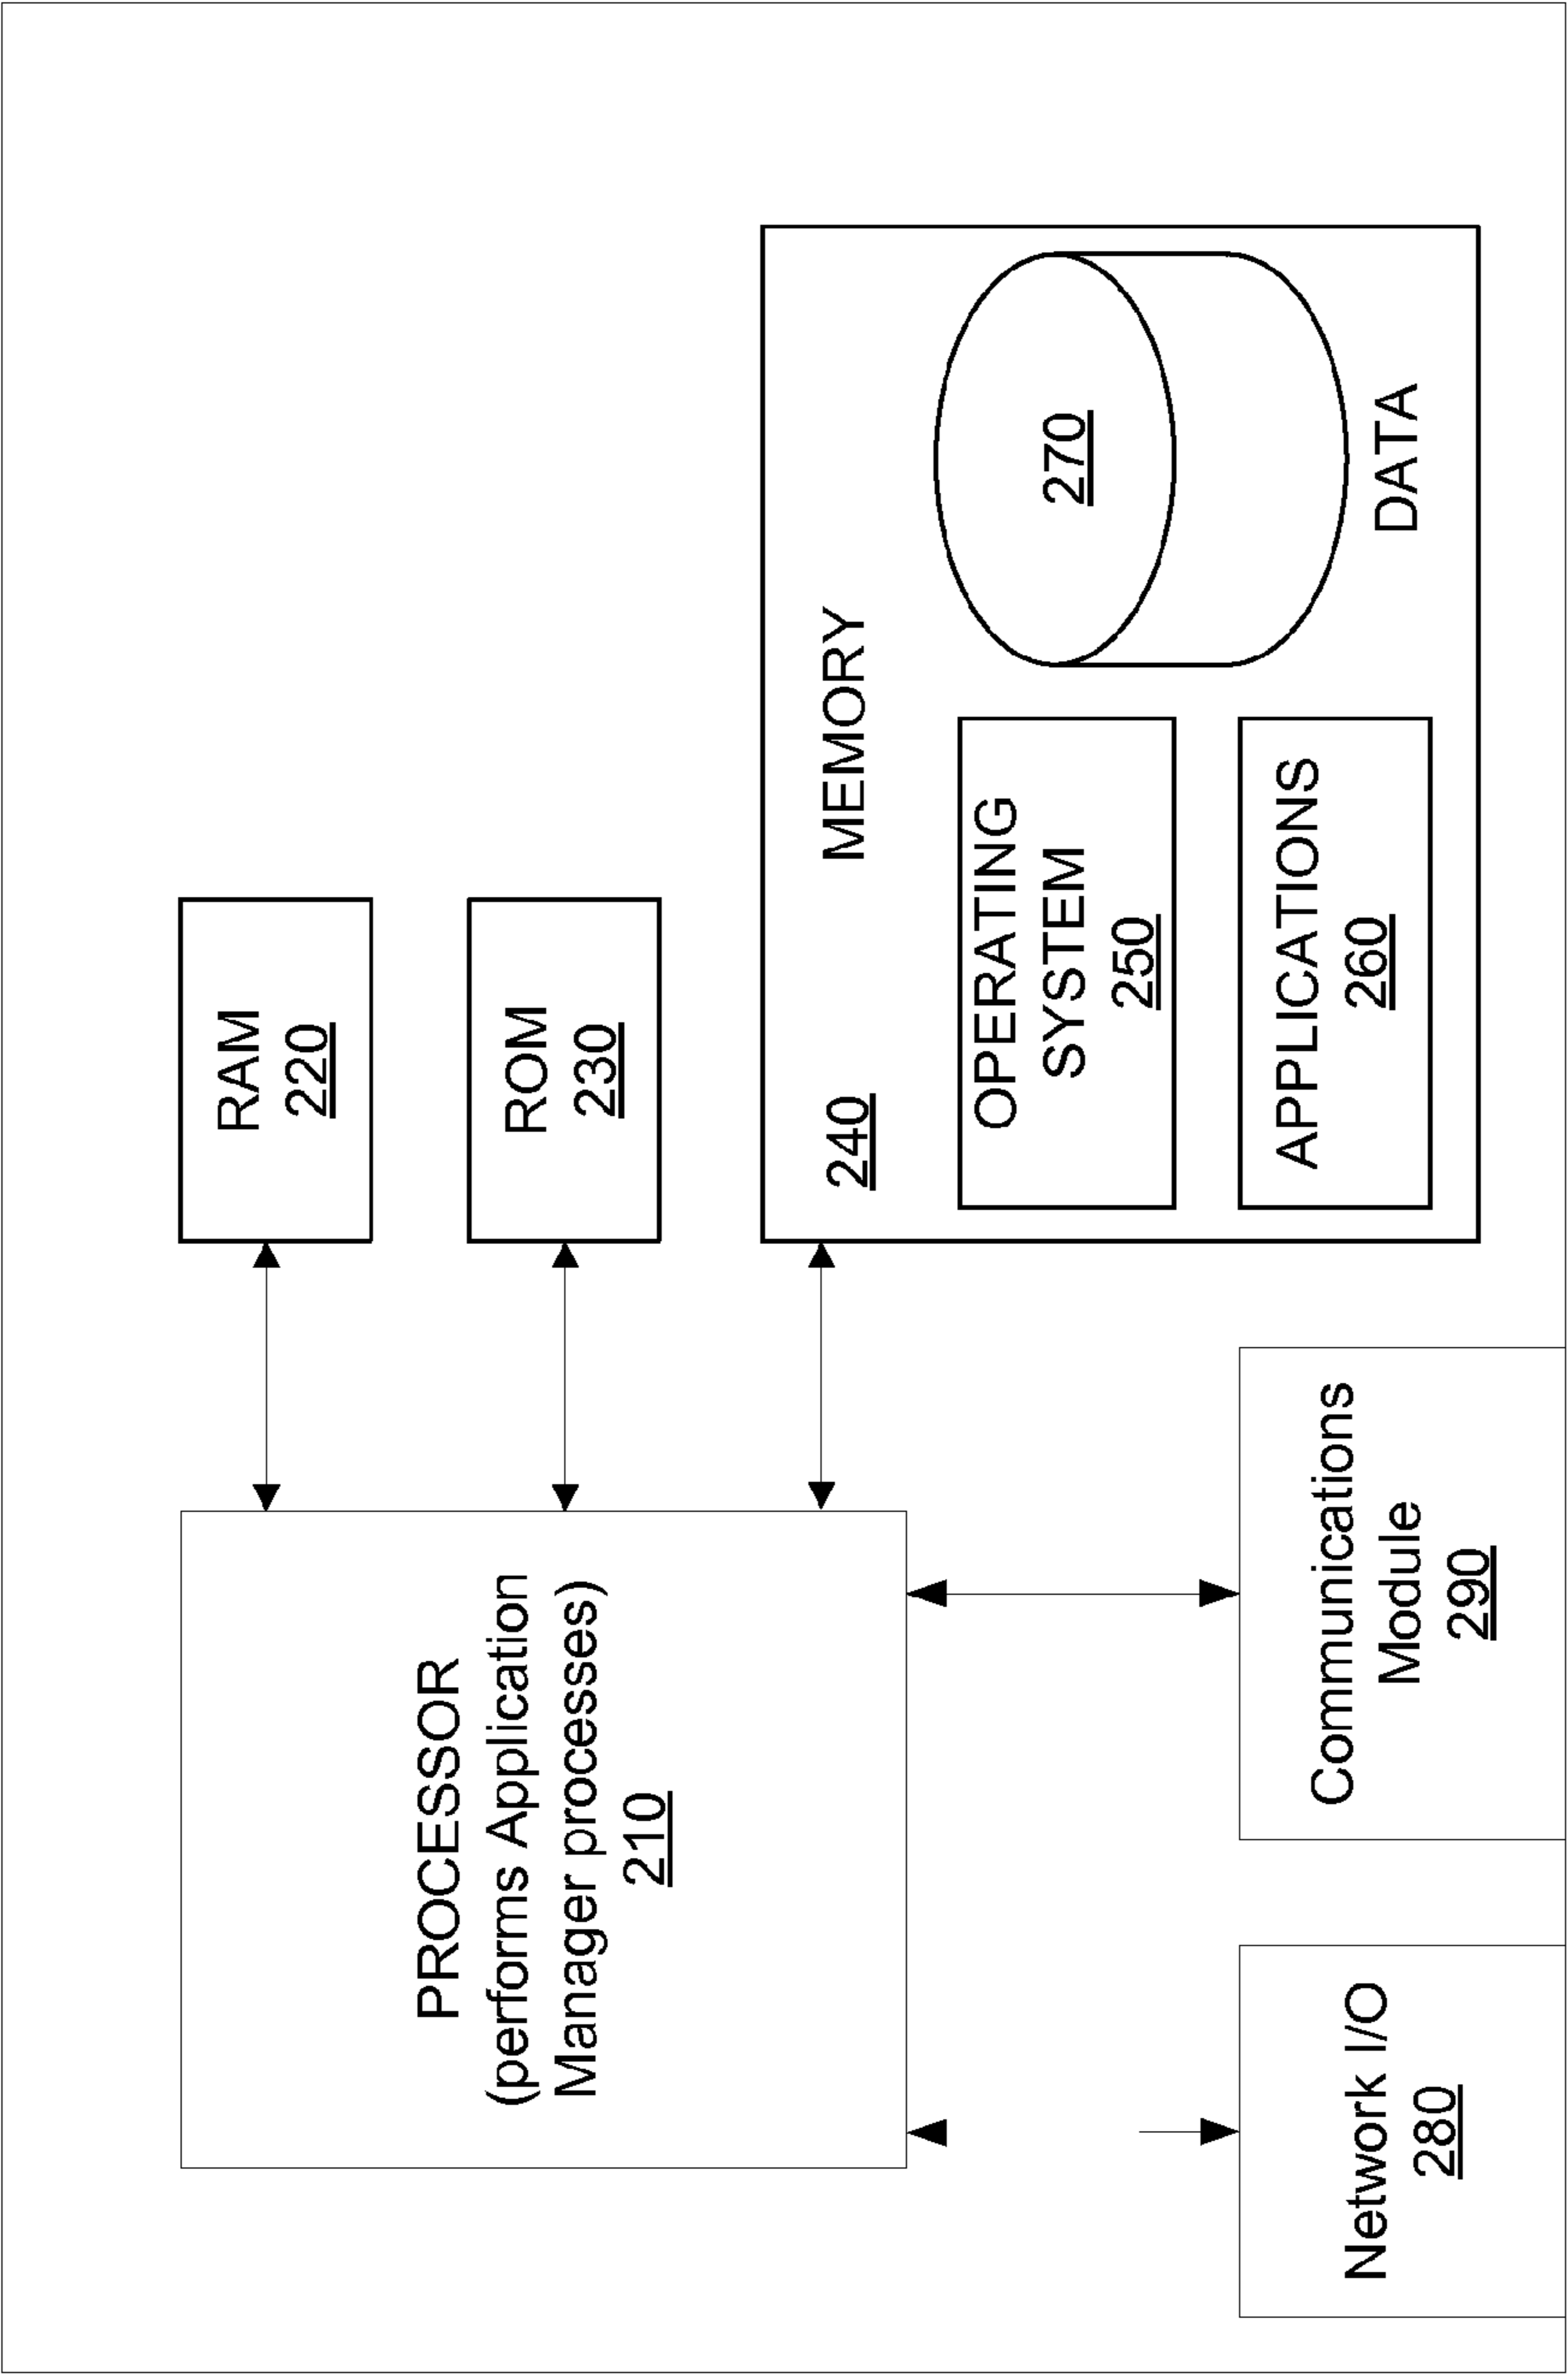 PROCESSOR
(performs Application
Manager processes)
210
RAM
220
ROM
230
240
MEMORY
OPERATING
SYSTEM
250
APPLICATIONS
260
270
DATA
Network I/O
280
Communications
Module
290